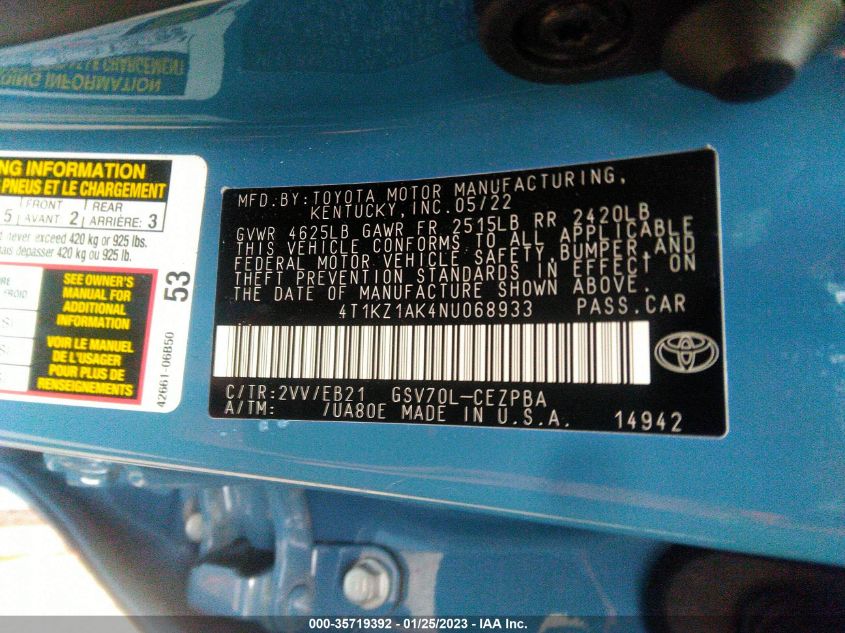 NG INFORMATION
PNEUS ET LE CHARGEMENT
5 FRONT AVANT 2 REAR ARRIÈRE: 3
never exceed 420 kg or 925 lbs.
mais dépasser 420 kg ou 925 lb.
SEE OWNER'S
MANUAL FOR
ADDITIONAL
INFORMATION
VOIR LE MANUEL
DE L'USAGER
POUR PLUS DE
RENSEIGNEMENTS
53
42661-06B50
MFD.BY:TOYOTA MOTOR MANUFACTURING,
KENTUCKY,INC.05/22
GVWR 4625LB GAWR FR 2515LB RR 2420LB
THIS VEHICLE CONFORMS TO ALL APPLICABLE
FEDERAL MOTOR VEHICLE SAFETY,BUMPER,AND
THEFT PREVENTION STANDARDS IN EFFECT ON
THE DATE OF MANUFACTURE SHOWN ABOVE.
4T1KZ1AK4NU068933 PASS.CAR
C/TR:2VV/EB21 GSV70L-CEZPBA
A/TM: /UA80E MADE IN U.S.A. 14942
000-35719392 - 01/25/2023 - IAA Inc.